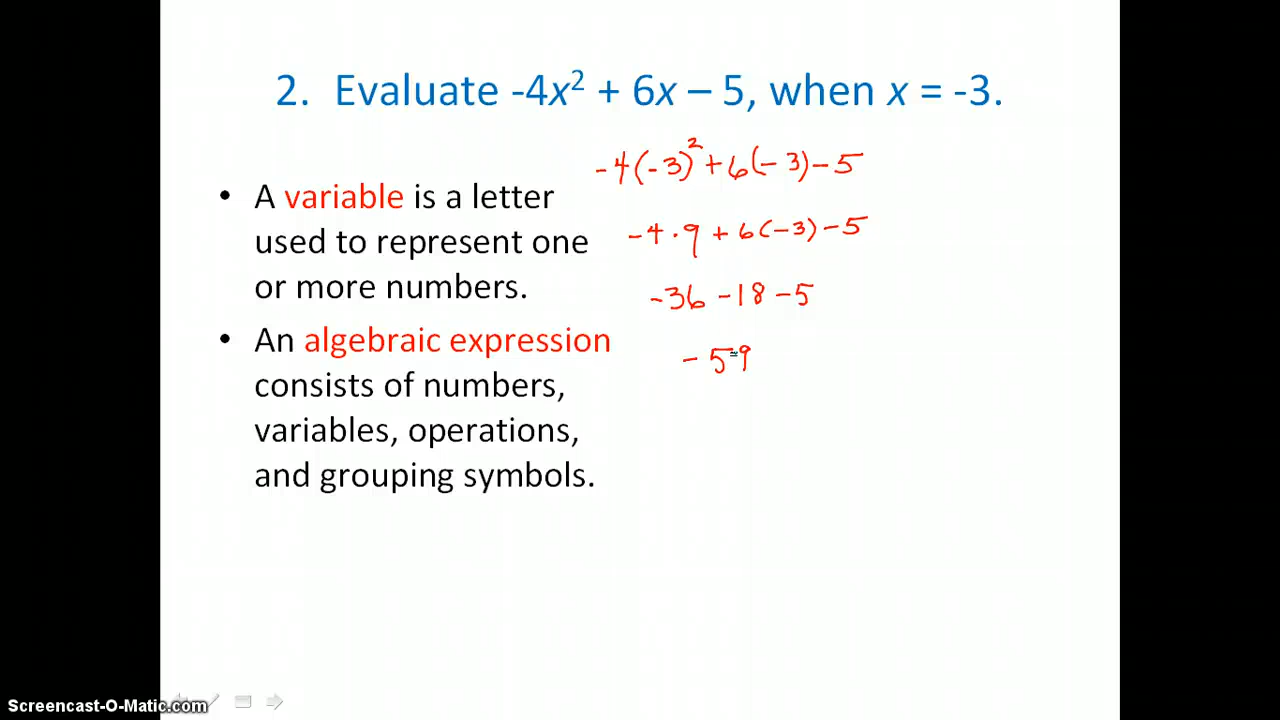 2. Evaluate -4x² + 6x – 5, when x = -3.
-4(-3)² + 6(-3) - 5
• A variable is a letter
used to represent one
or more numbers.
-4 · 9 + 6(-3) - 5
-36 - 18 - 5
-59
• An algebraic expression
consists of numbers,
variables, operations,
and grouping symbols.
Screencast-O-Matic.com